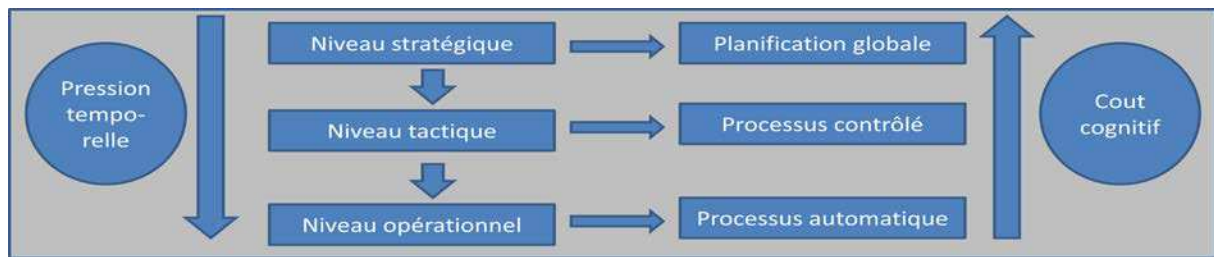 Niveau stratégique
Planification globale
Pression
tempo-
relle
Niveau tactique
Processus contrôlé
Cout
cognitif
Niveau opérationnel
Processus automatique